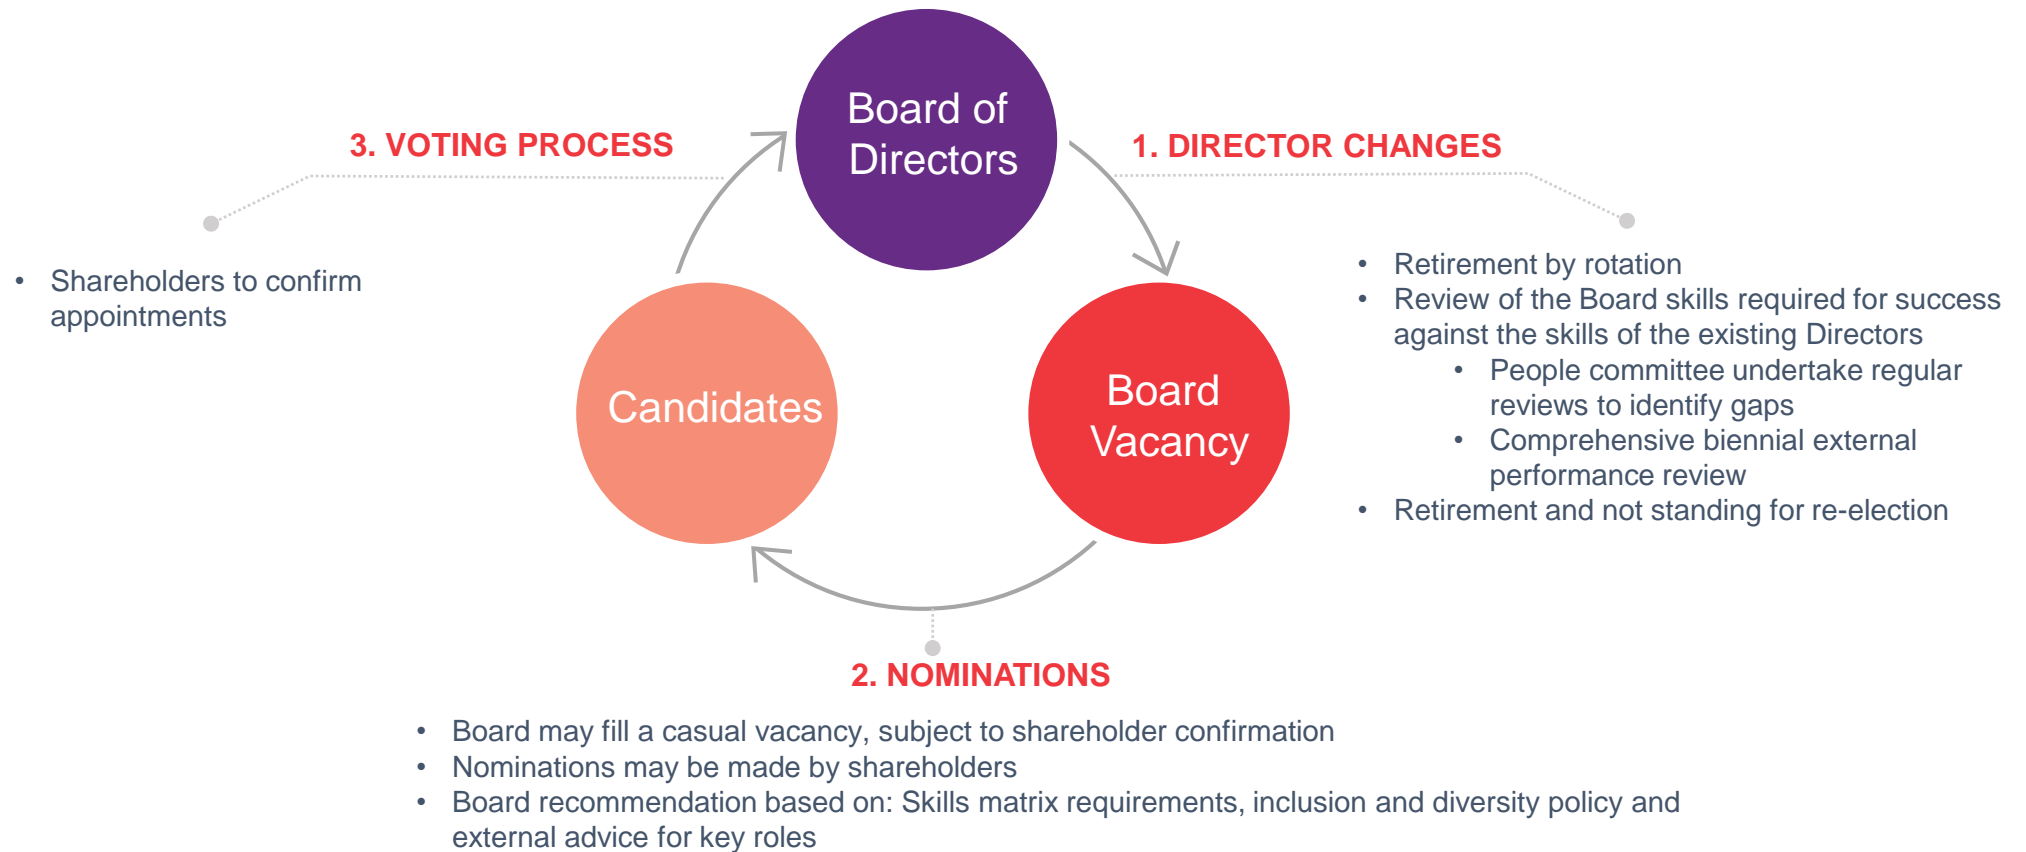 Board of
Directors
3. VOTING PROCESS
1. DIRECTOR CHANGES
• Shareholders to confirm
appointments
• Retirement by rotation
• Review of the Board skills required for success
against the skills of the existing Directors
• People committee undertake regular
reviews to identify gaps
• Comprehensive biennial external
performance review
• Retirement and not standing for re-election
Candidates
Board
Vacancy
2. NOMINATIONS
• Board may fill a casual vacancy, subject to shareholder confirmation
• Nominations may be made by shareholders
• Board recommendation based on: Skills matrix requirements, inclusion and diversity policy and
external advice for key roles